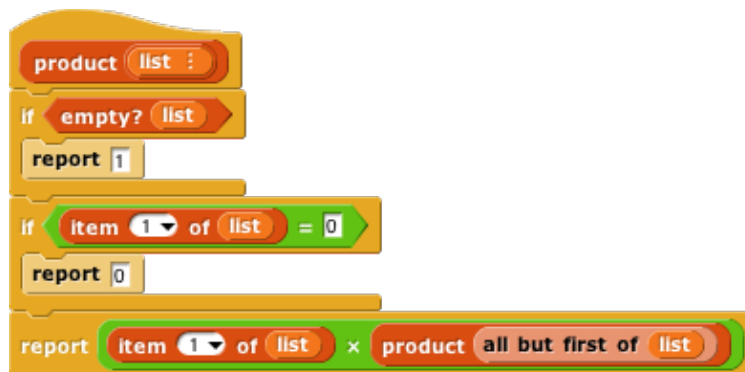 product list
if empty? list
report 1
if item 1 of list = 0
report 0
report item 1 of list × product all but first of list